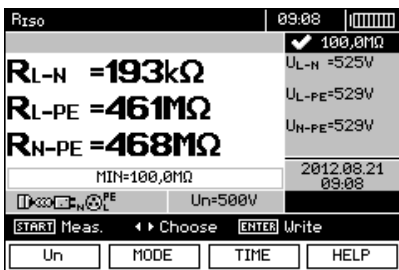 RISO 09:08
✔ 100,0MΩ
RL-N =193kΩ
UL-N =525V
RL-PE =461MΩ
UL-PE=529V
RN-PE =468MΩ
UN-PE=529V
MIN=100,0MΩ
2012.08.21
09:08
N PE L
Un=500V
START Meas. ◄ ► Choose ENTER Write
Un MODE TIME HELP